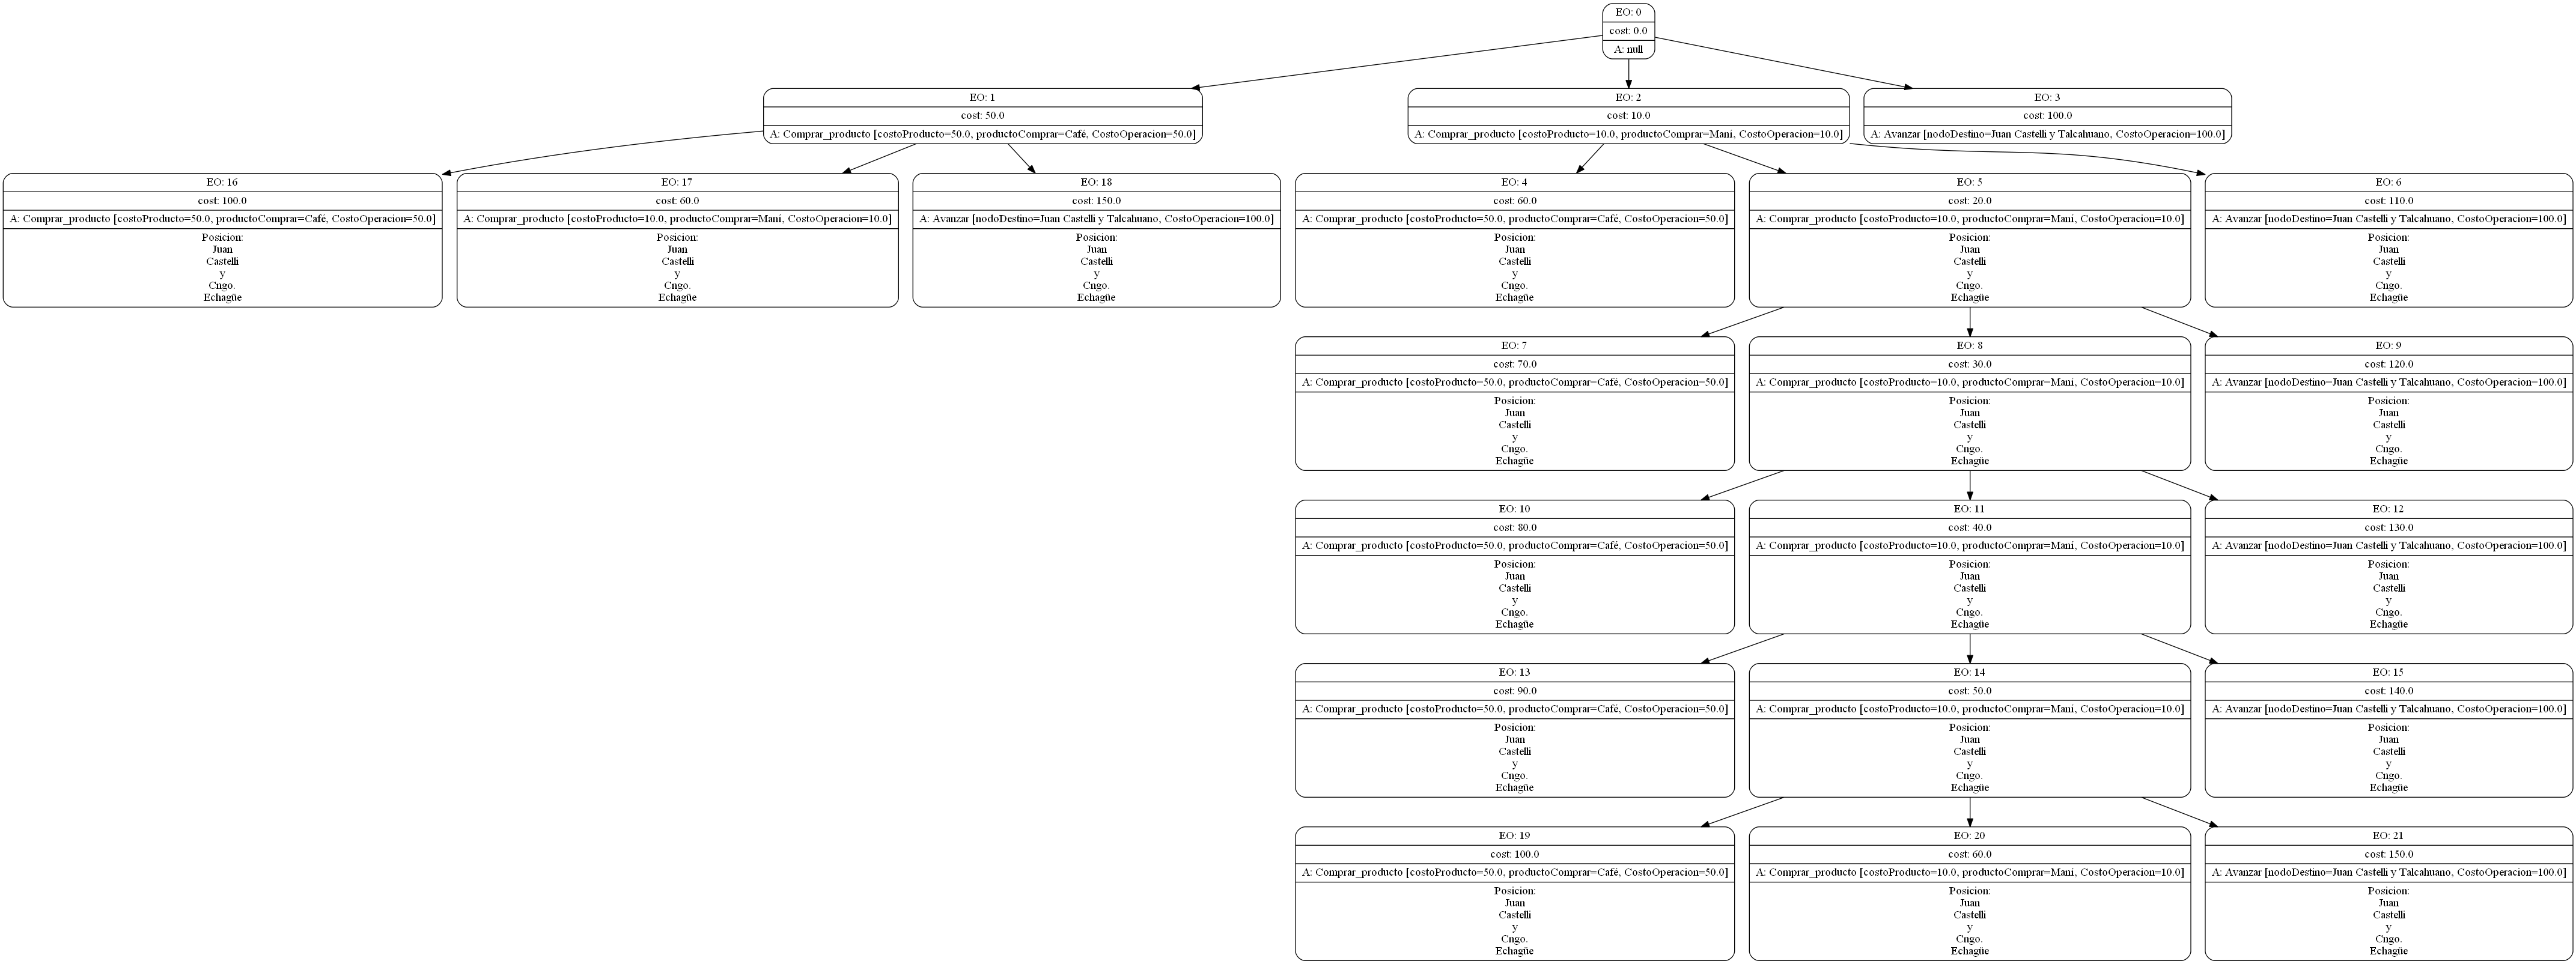 EO: 0
cost: 0.0
A: null
EO: 1
cost: 50.0
A: Comprar_producto [costoProducto=50.0, productoComprar=Café, CostoOperacion=50.0]
EO: 2
cost: 10.0
A: Comprar_producto [costoProducto=10.0, productoComprar=Maní, CostoOperacion=10.0]
EO: 3
cost: 100.0
A: Avanzar [nodoDestino=Juan Castelli y Talcahuano, CostoOperacion=100.0]
EO: 16
cost: 100.0
A: Comprar_producto [costoProducto=50.0, productoComprar=Café, CostoOperacion=50.0]
Posicion:
Juan
Castelli
y
Cngo.
Echagüe
EO: 17
cost: 60.0
A: Comprar_producto [costoProducto=10.0, productoComprar=Maní, CostoOperacion=10.0]
Posicion:
Juan
Castelli
y
Cngo.
Echagüe
EO: 18
cost: 150.0
A: Avanzar [nodoDestino=Juan Castelli y Talcahuano, CostoOperacion=100.0]
Posicion:
Juan
Castelli
y
Cngo.
Echagüe
EO: 4
cost: 60.0
A: Comprar_producto [costoProducto=50.0, productoComprar=Café, CostoOperacion=50.0]
Posicion:
Juan
Castelli
y
Cngo.
Echagüe
EO: 5
cost: 20.0
A: Comprar_producto [costoProducto=10.0, productoComprar=Maní, CostoOperacion=10.0]
Posicion:
Juan
Castelli
y
Cngo.
Echagüe
EO: 6
cost: 110.0
A: Avanzar [nodoDestino=Juan Castelli y Talcahuano, CostoOperacion=100.0]
Posicion:
Juan
Castelli
y
Cngo.
Echagüe
EO: 7
cost: 70.0
A: Comprar_producto [costoProducto=50.0, productoComprar=Café, CostoOperacion=50.0]
Posicion:
Juan
Castelli
y
Cngo.
Echagüe
EO: 8
cost: 30.0
A: Comprar_producto [costoProducto=10.0, productoComprar=Maní, CostoOperacion=10.0]
Posicion:
Juan
Castelli
y
Cngo.
Echagüe
EO: 9
cost: 120.0
A: Avanzar [nodoDestino=Juan Castelli y Talcahuano, CostoOperacion=100.0]
Posicion:
Juan
Castelli
y
Cngo.
Echagüe
EO: 10
cost: 80.0
A: Comprar_producto [costoProducto=50.0, productoComprar=Café, CostoOperacion=50.0]
Posicion:
Juan
Castelli
y
Cngo.
Echagüe
EO: 11
cost: 40.0
A: Comprar_producto [costoProducto=10.0, productoComprar=Maní, CostoOperacion=10.0]
Posicion:
Juan
Castelli
y
Cngo.
Echagüe
EO: 12
cost: 130.0
A: Avanzar [nodoDestino=Juan Castelli y Talcahuano, CostoOperacion=100.0]
Posicion:
Juan
Castelli
y
Cngo.
Echagüe
EO: 13
cost: 90.0
A: Comprar_producto [costoProducto=50.0, productoComprar=Café, CostoOperacion=50.0]
Posicion:
Juan
Castelli
y
Cngo.
Echagüe
EO: 14
cost: 50.0
A: Comprar_producto [costoProducto=10.0, productoComprar=Maní, CostoOperacion=10.0]
Posicion:
Juan
Castelli
y
Cngo.
Echagüe
EO: 15
cost: 140.0
A: Avanzar [nodoDestino=Juan Castelli y Talcahuano, CostoOperacion=100.0]
Posicion:
Juan
Castelli
y
Cngo.
Echagüe
EO: 19
cost: 100.0
A: Comprar_producto [costoProducto=50.0, productoComprar=Café, CostoOperacion=50.0]
Posicion:
Juan
Castelli
y
Cngo.
Echagüe
EO: 20
cost: 60.0
A: Comprar_producto [costoProducto=10.0, productoComprar=Maní, CostoOperacion=10.0]
Posicion:
Juan
Castelli
y
Cngo.
Echagüe
EO: 21
cost: 150.0
A: Avanzar [nodoDestino=Juan Castelli y Talcahuano, CostoOperacion=100.0]
Posicion:
Juan
Castelli
y
Cngo.
Echagüe